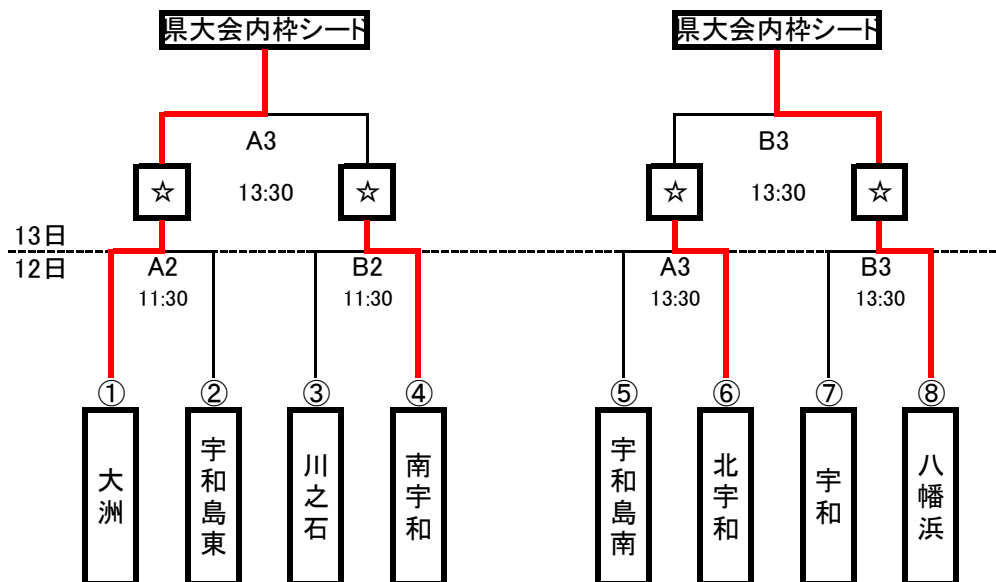 県大会内枠シード
県大会内枠シード
A3
B3
☆
13:30
☆
☆
13:30
☆
13日
12日
A2
B2
A3
B3
11:30
11:30
13:30
13:30
①
②
③
④
⑤
⑥
⑦
⑧
大洲
宇和島東
川之石
南宇和
宇和島南
北宇和
宇和
八幡浜